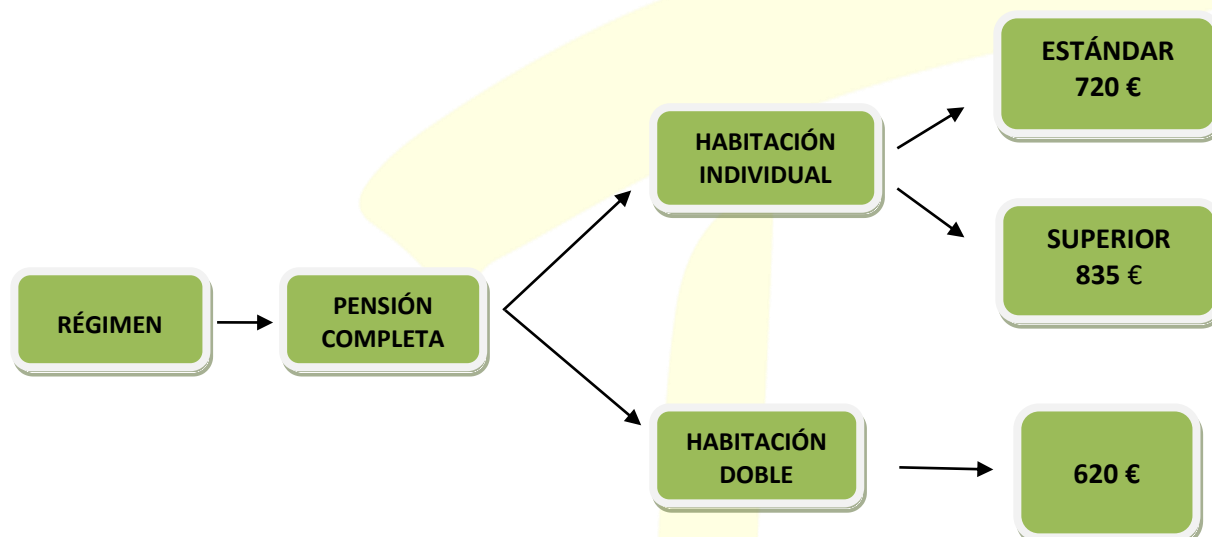 RÉGIMEN
PENSIÓN
COMPLETA
HABITACIÓN
INDIVIDUAL
ESTÁNDAR
720 €
SUPERIOR
835 €
HABITACIÓN
DOBLE
620 €